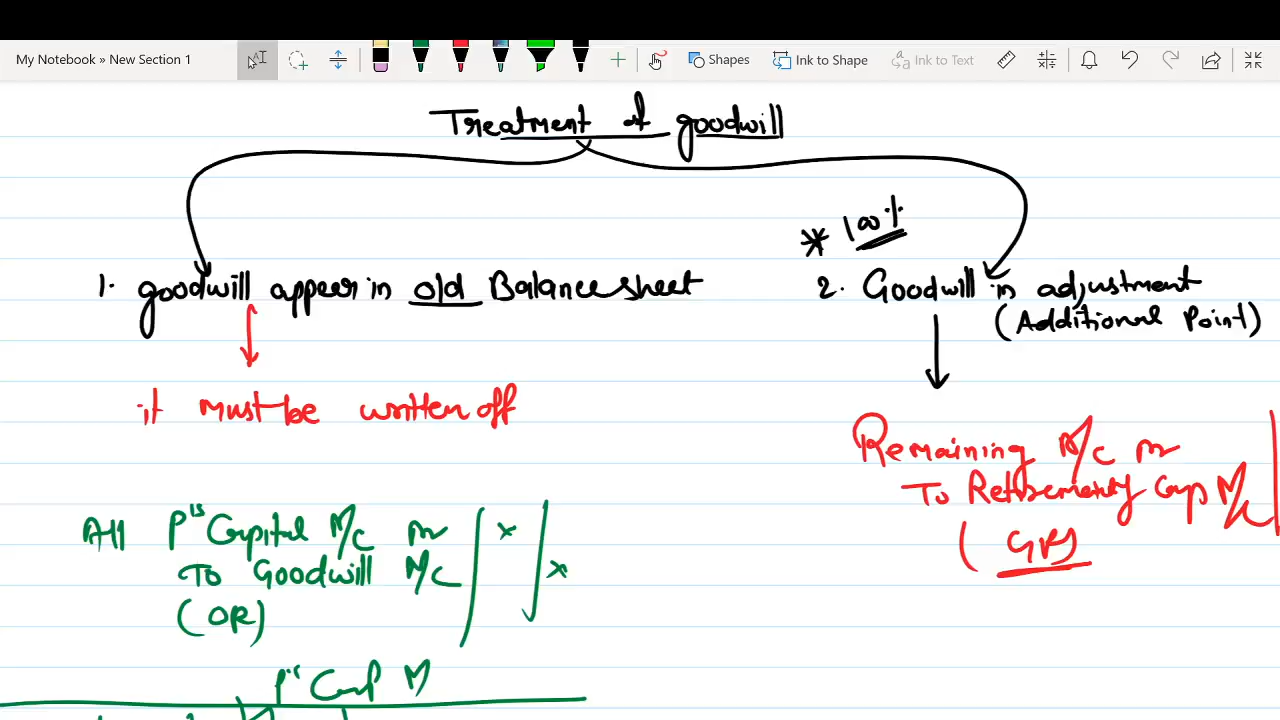 My Notebook » New Section 1
Shapes
Ink to Shape
Ink to Text
Treatment of goodwill
* 100%
1. goodwill appear in old Balance sheet
2. Goodwill in adjustment
(Additional Point)
it must be written off
Remaining A/C Dr
To Retirement Cap A/c
(GR)
All P's Capital A/C Dr
To Goodwill A/C
x
x
(OR)
P's Cap A